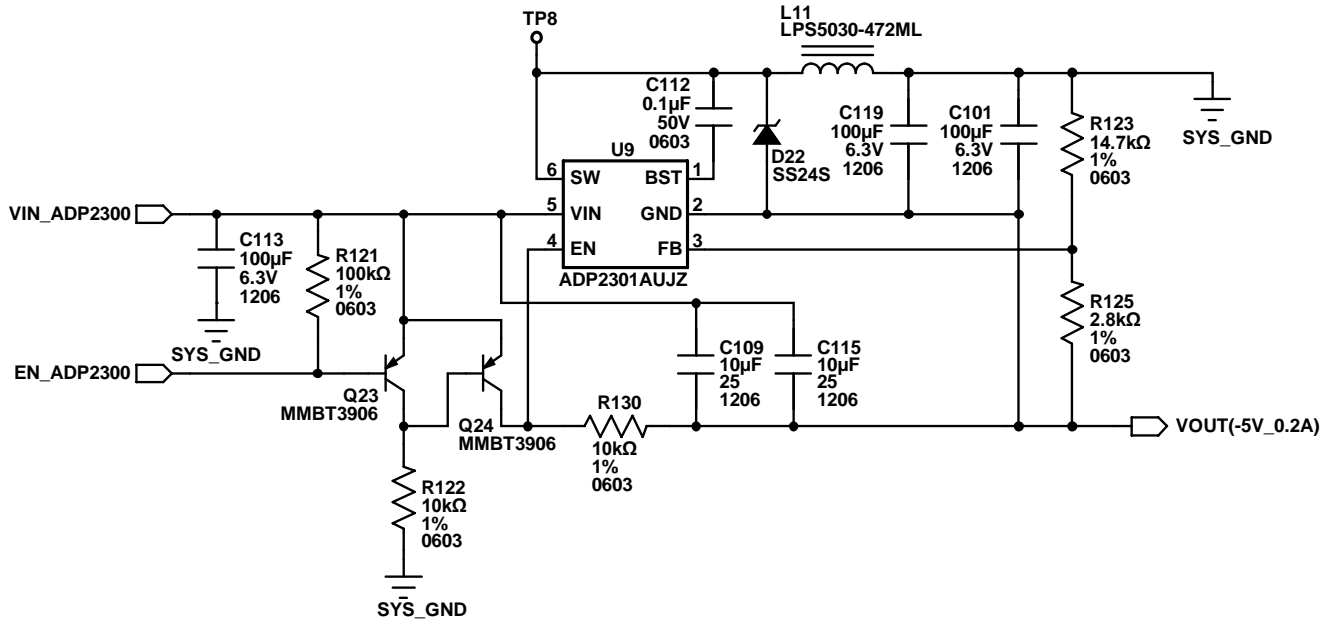 TP8
L11
LPS5030-472ML
C112
0.1µF
50V
0603
D22
SS24S
C119
100µF
6.3V
1206
C101
100µF
6.3V
1206
R123
14.7kΩ
1%
0603
SYS_GND
U9
6 SW BST 1
5 VIN GND 2
4 EN FB 3
ADP2301AUJZ
VIN_ADP2300
C113
100µF
6.3V
1206
SYS_GND
R121
100kΩ
1%
0603
EN_ADP2300
Q23
MMBT3906
Q24
MMBT3906
R130
10kΩ
1%
0603
C109
10µF
25
1206
C115
10µF
25
1206
R125
2.8kΩ
1%
0603
VOUT(-5V_0.2A)
R122
10kΩ
1%
0603
SYS_GND